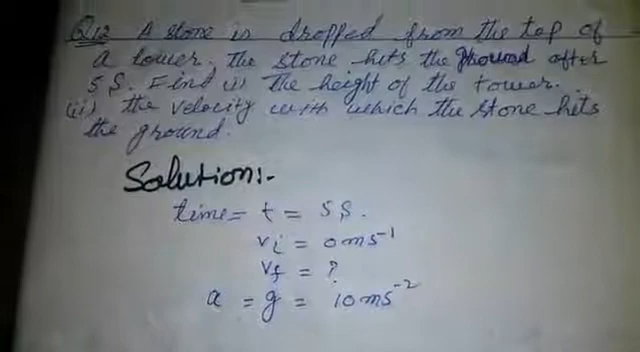 Q12 A stone is dropped from the top of
a tower. The stone hits the ground after
5 S. Find (i) The height of the tower.
(ii) the velocity with which the stone hits
the ground.
Solution:-
time = t = 5 S.
vi = 0 ms⁻¹
vf = ?
a = g = 10 ms⁻²